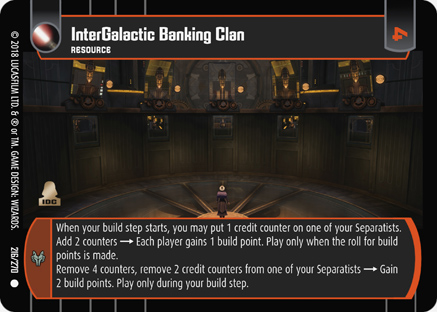 InterGalactic Banking Clan
RESOURCE
4
IGC
When your build step starts, you may put 1 credit counter on one of your Separatists.
Add 2 counters → Each player gains 1 build point. Play only when the roll for build
points is made.
Remove 4 counters, remove 2 credit counters from one of your Separatists → Gain
2 build points. Play only during your build step.
© 2018 LUCASFILM LTD. & ® or TM. GAME DESIGN: WIZARDS.
216/270